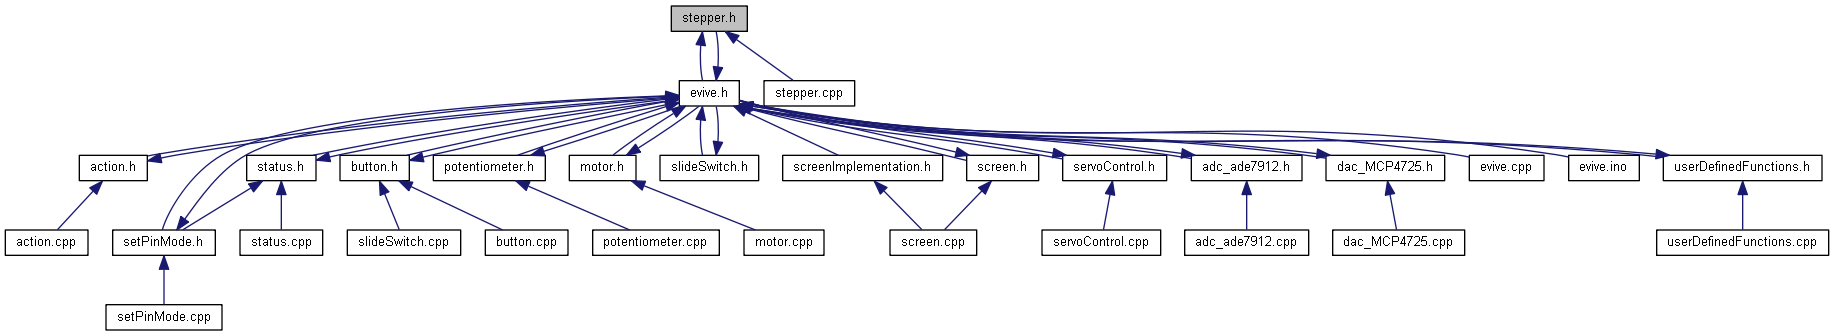 stepper.h
evive.h
stepper.cpp
action.h
status.h
button.h
potentiometer.h
motor.h
slideSwitch.h
screenImplementation.h
screen.h
servoControl.h
adc_ade7912.h
dac_MCP4725.h
evive.cpp
evive.ino
userDefinedFunctions.h
action.cpp
setPinMode.h
status.cpp
slideSwitch.cpp
button.cpp
potentiometer.cpp
motor.cpp
screen.cpp
servoControl.cpp
adc_ade7912.cpp
dac_MCP4725.cpp
userDefinedFunctions.cpp
setPinMode.cpp